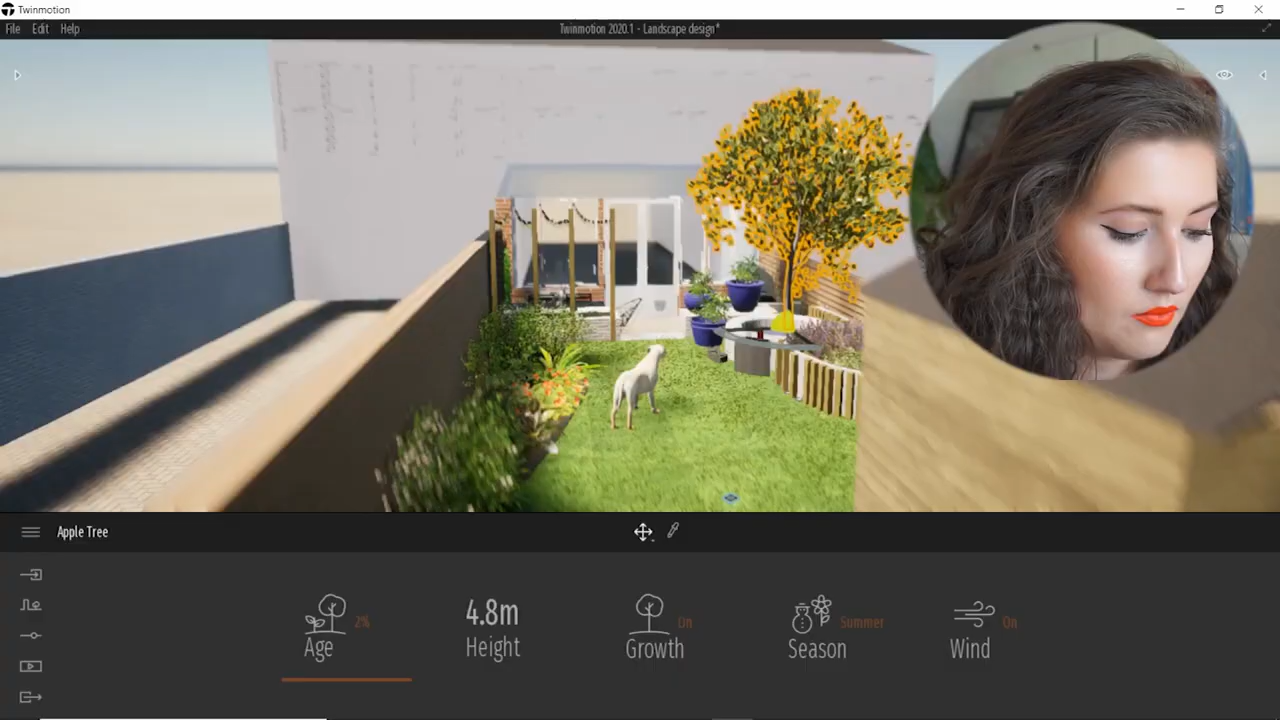 Twinmotion
File Edit Help
Twinmotion 2020.1 - Landscape design*
Apple Tree
2%
Age
4.8m
Height
On
Growth
Summer
Season
On
Wind